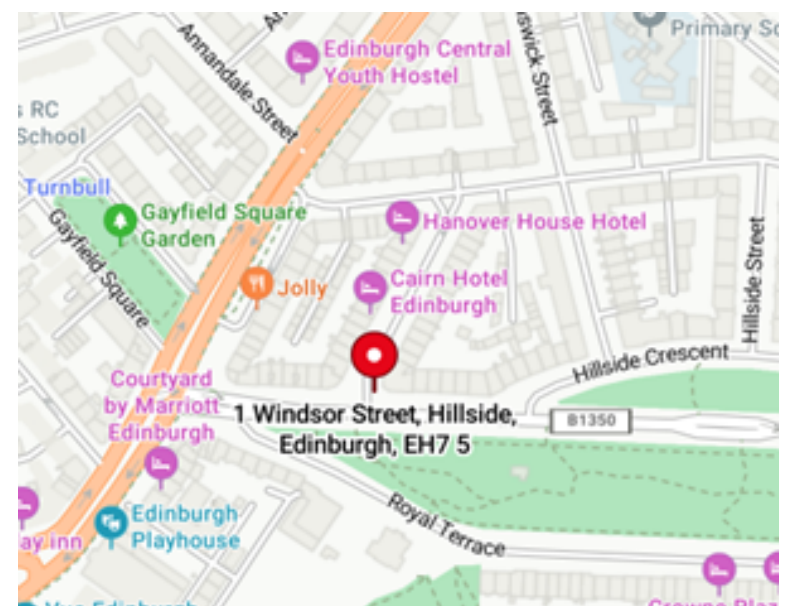 Edinburgh Central
Youth Hostel
Annandale Street
Primary
RC
School
Turnbull
Gayfield Square
Garden
Gayfield Square
Hanover House Hotel
Jolly
Cairn Hotel
Edinburgh
Hillside Street
Hillside Crescent
Courtyard
by Marriott
Edinburgh
1 Windsor Street, Hillside,
Edinburgh, EH7 5
B1350
Royal Terrace
Edinburgh
Playhouse
inn
Edinburgh